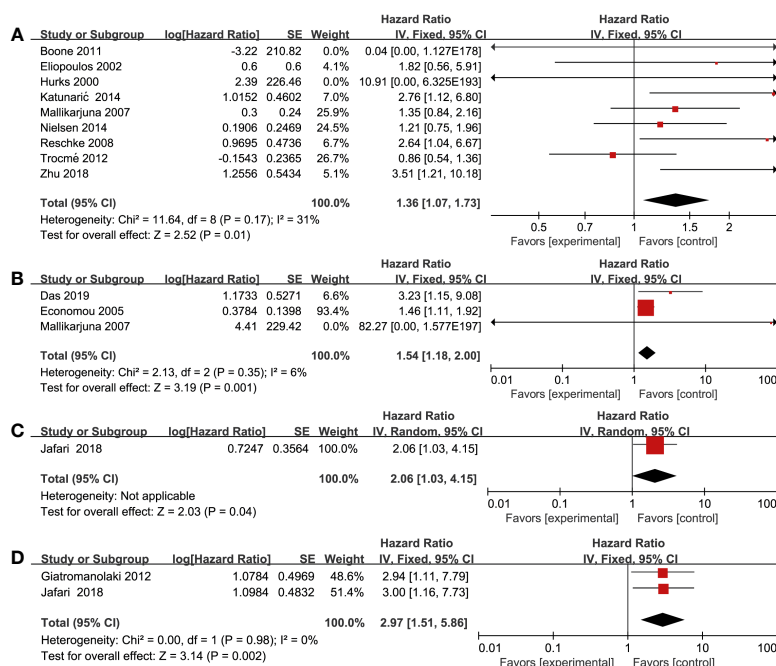 Hazard Ratio Hazard Ratio
A Study or Subgroup log[Hazard Ratio] SE Weight IV, Fixed, 95% CI IV, Fixed, 95% CI
Boone 2011 -3.22 210.82 0.0% 0.04 [0.00, 1.127E178]
Eliopoulos 2002 0.6 0.6 4.1% 1.82 [0.56, 5.91]
Hurks 2000 2.39 226.46 0.0% 10.91 [0.00, 6.325E193]
Katunarić 2014 1.0152 0.4602 7.0% 2.76 [1.12, 6.80]
Mallikarjuna 2007 0.3 0.24 25.9% 1.35 [0.84, 2.16]
Nielsen 2014 0.1906 0.2469 24.5% 1.21 [0.75, 1.96]
Reschke 2008 0.9695 0.4736 6.7% 2.64 [1.04, 6.67]
Trocmé 2012 -0.1543 0.2365 26.7% 0.86 [0.54, 1.36]
Zhu 2018 1.2556 0.5434 5.1% 3.51 [1.21, 10.18]
Total (95% CI) 100.0% 1.36 [1.07, 1.73]
Heterogeneity: Chi² = 11.64, df = 8 (P = 0.17); I² = 31%
Test for overall effect: Z = 2.52 (P = 0.01)
0.5 0.7 1 1.5 2
Favors [experimental] Favors [control]
Hazard Ratio Hazard Ratio
B Study or Subgroup log[Hazard Ratio] SE Weight IV, Fixed, 95% CI IV, Fixed, 95% CI
Das 2019 1.1733 0.5271 6.6% 3.23 [1.15, 9.08]
Economou 2005 0.3784 0.1398 93.4% 1.46 [1.11, 1.92]
Mallikarjuna 2007 4.41 229.42 0.0% 82.27 [0.00, 1.577E197]
Total (95% CI) 100.0% 1.54 [1.18, 2.00]
Heterogeneity: Chi² = 2.13, df = 2 (P = 0.35); I² = 6%
Test for overall effect: Z = 3.19 (P = 0.001)
0.01 0.1 1 10 100
Favors [experimental] Favors [control]
Hazard Ratio Hazard Ratio
C Study or Subgroup log[Hazard Ratio] SE Weight IV, Random, 95% CI IV, Random, 95% CI
Jafari 2018 0.7247 0.3564 100.0% 2.06 [1.03, 4.15]
Total (95% CI) 100.0% 2.06 [1.03, 4.15]
Heterogeneity: Not applicable
Test for overall effect: Z = 2.03 (P = 0.04)
0.01 0.1 1 10 100
Favors [experimental] Favors [control]
Hazard Ratio Hazard Ratio
D Study or Subgroup log[Hazard Ratio] SE Weight IV, Fixed, 95% CI IV, Fixed, 95% CI
Giatromanolaki 2012 1.0784 0.4969 48.6% 2.94 [1.11, 7.79]
Jafari 2018 1.0984 0.4832 51.4% 3.00 [1.16, 7.73]
Total (95% CI) 100.0% 2.97 [1.51, 5.86]
Heterogeneity: Chi² = 0.00, df = 1 (P = 0.98); I² = 0%
Test for overall effect: Z = 3.14 (P = 0.002)
0.01 0.1 1 10 100
Favors [experimental] Favors [control]